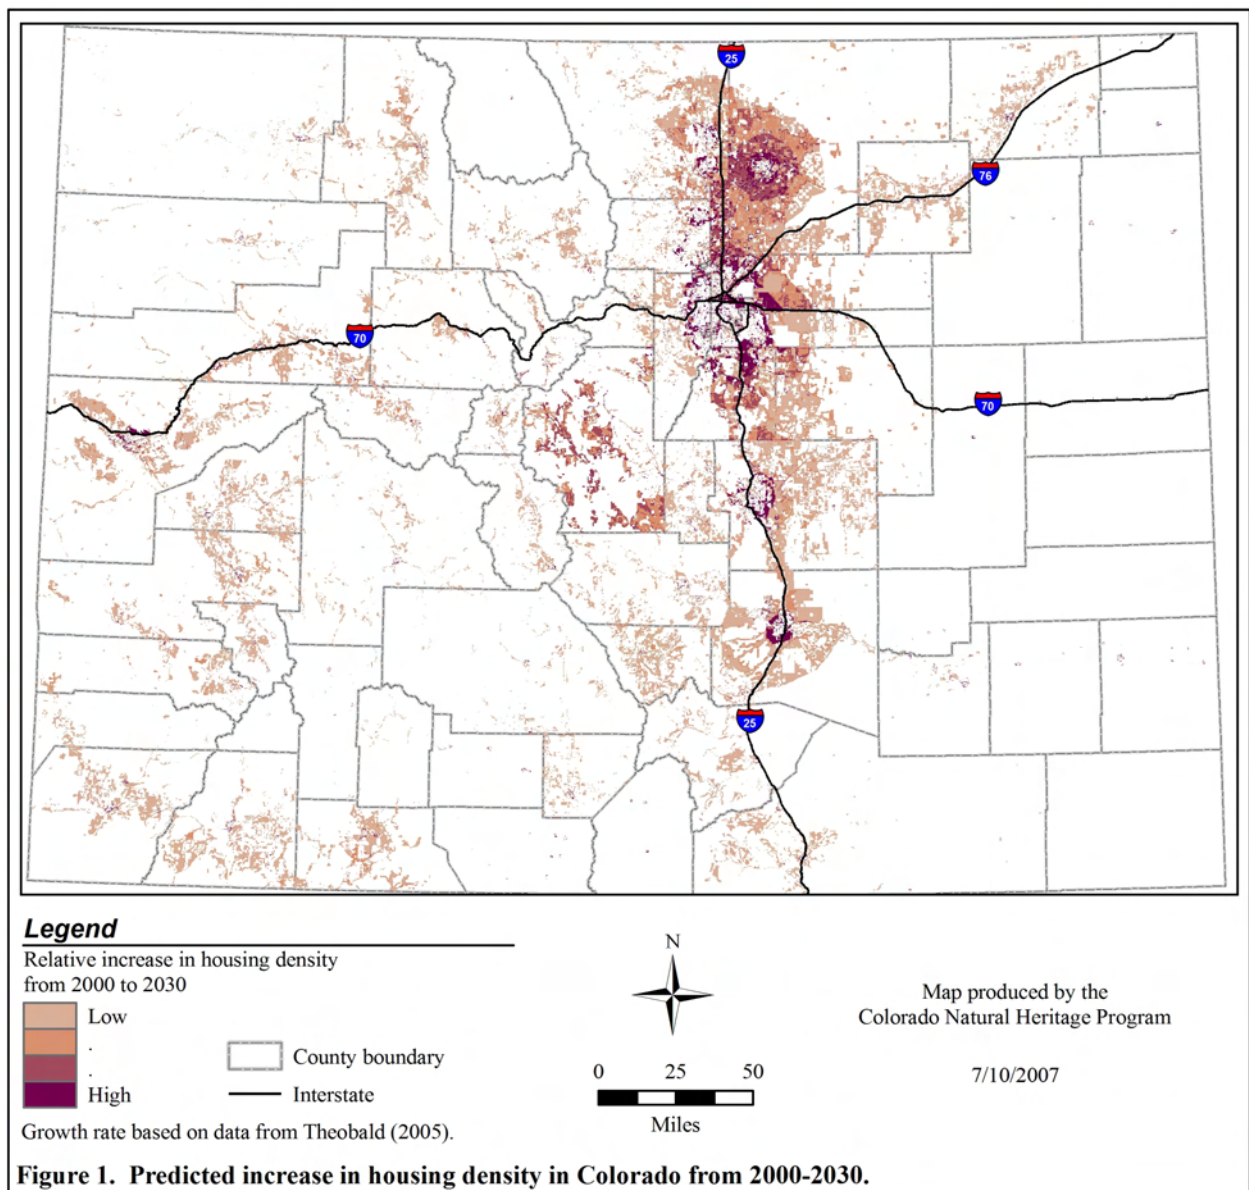 25
76
70
70
25
Legend
Relative increase in housing density
from 2000 to 2030
Low
.
.
High
County boundary
Interstate
Growth rate based on data from Theobald (2005).
N
0 25 50
Miles
Map produced by the
Colorado Natural Heritage Program
7/10/2007
Figure 1. Predicted increase in housing density in Colorado from 2000-2030.